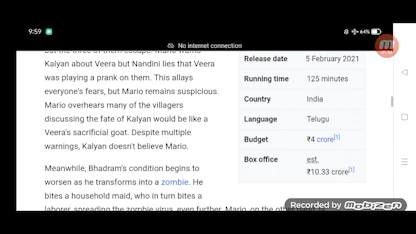 9:59
64%
No internet connection
but the three of them escape. Mario warns
Kalyan about Veera but Nandini lies that Veera
was playing a prank on them. This allays
everyone's fears, but Mario remains suspicious.
Mario overhears many of the villagers
discussing the fate of Kalyan would be like a
Veera's sacrificial goat. Despite multiple
warnings, Kalyan doesn't believe Mario.
Meanwhile, Bhadram's condition begins to
worsen as he transforms into a zombie. He
bites a household maid, who in turn bites a
laborer, spreading the zombie virus even further. Mario, on the other hand, is
Release date 5 February 2021
Running time 125 minutes
Country India
Language Telugu
Budget ₹4 crore[1]
Box office est.
₹10.33 crore[1]
Recorded by MOBIZEN